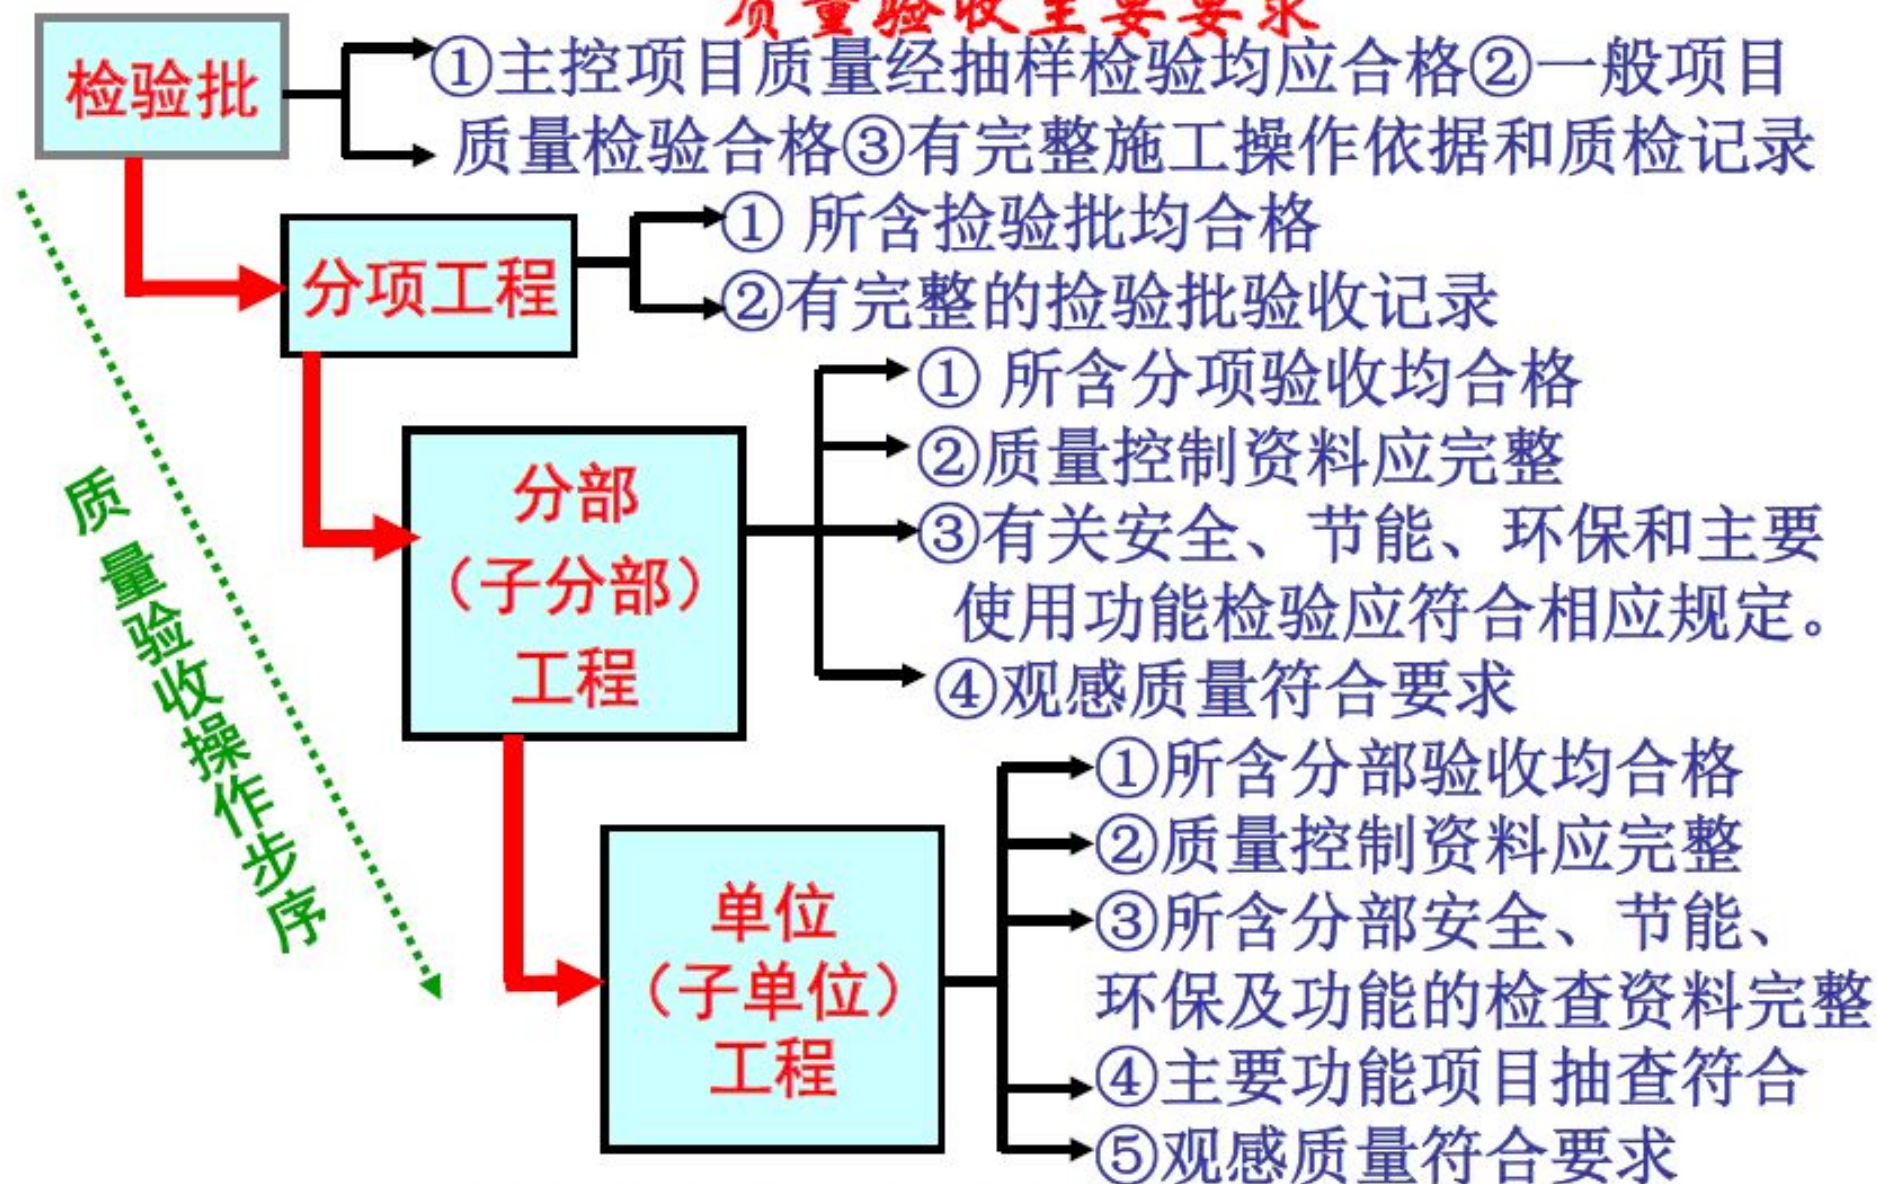 质量验收主要要求
检验批
①主控项目质量经抽样检验均应合格②一般项目
质量检验合格③有完整施工操作依据和质检记录
分项工程
① 所含捡验批均合格
②有完整的捡验批验收记录
分部
（子分部）
工程
① 所含分项验收均合格
②质量控制资料应完整
③有关安全、节能、环保和主要
使用功能检验应符合相应规定。
④观感质量符合要求
单位
（子单位）
工程
①所含分部验收均合格
②质量控制资料应完整
③所含分部安全、节能、
环保及功能的检查资料完整
④主要功能项目抽查符合
⑤观感质量符合要求
质量验收操作步序